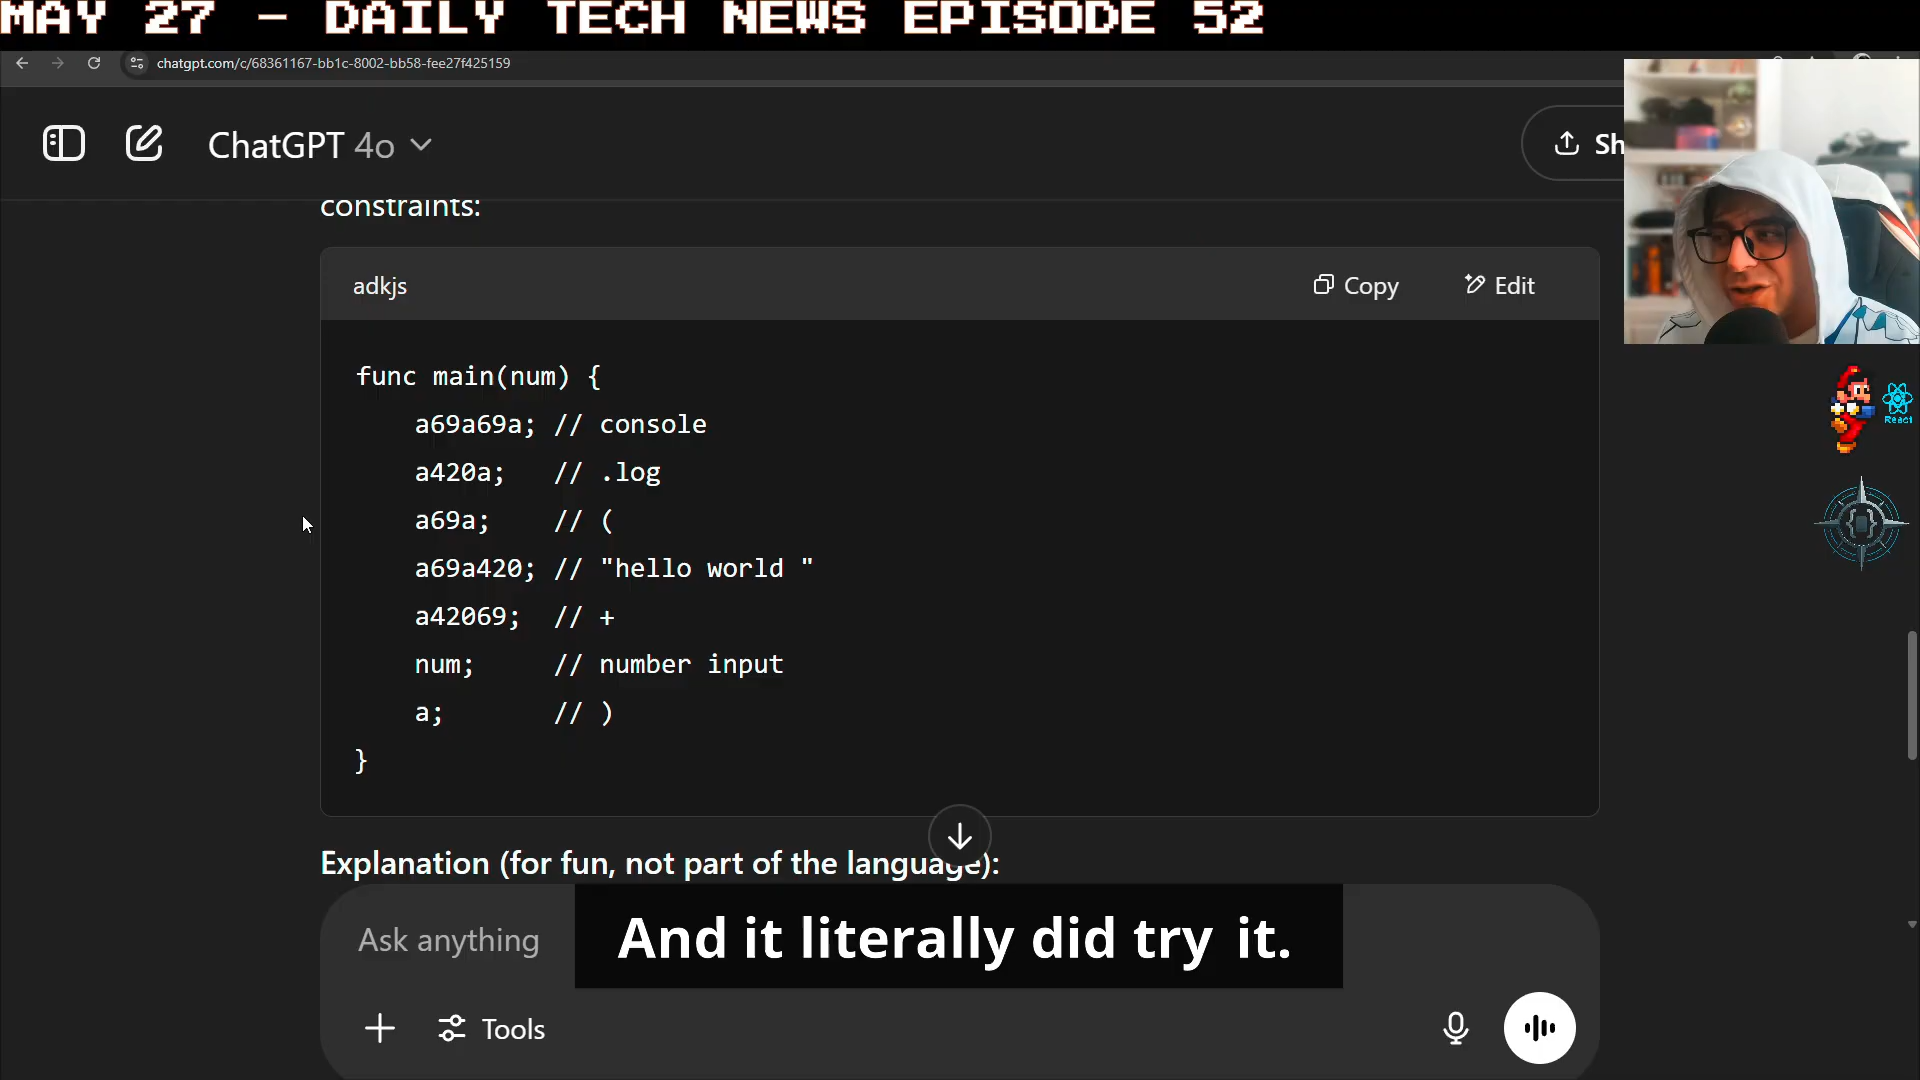 MAY 27 - DAILY TECH NEWS EPISODE 52
chatgpt.com/c/68361167-bb1c-8002-bb58-fee27f425159
ChatGPT 4o
Sh
constraints:
adkjs
Copy
Edit
func main(num) {
a69a69a; // console
a420a; // .log
a69a; // (
a69a420; // "hello world "
a42069; // +
num; // number input
a; // )
}
React
Explanation (for fun, not part of the language):
Ask anything
And it literally did try it.
Tools